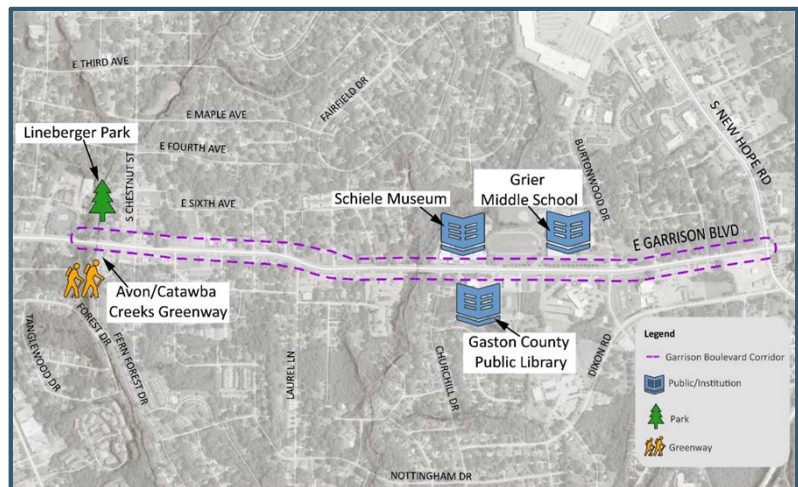 E THIRD AVE
FAIRFIELD DR
E MAPLE AVE
Lineberger Park
E FOURTH AVE
S CHESTNUT ST
S NEW HOPE RD
BURTONWOOD DR
E SIXTH AVE
Schiele Museum
Grier
Middle School
E GARRISON BLVD
Avon/Catawba
Creeks Greenway
FOREST DR
FERN FOREST DR
TANGLEWOOD DR
LAUREL LN
Gaston County
Public Library
CHURCHILL DR
DIXON RD
NOTTINGHAM DR
Legend
Garrison Boulevard Corridor
Public/Institution
Park
Greenway